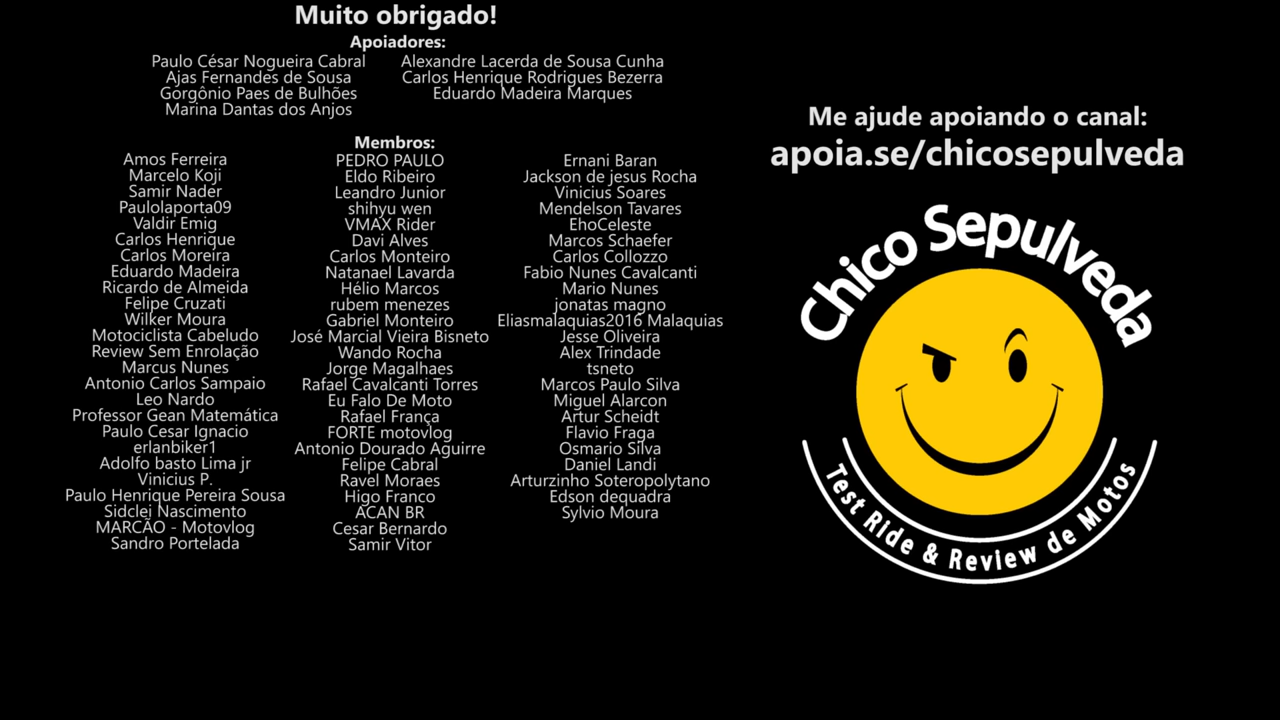 Muito obrigado!
Apoiadores:
Paulo César Nogueira Cabral
Ajas Fernandes de Sousa
Gorgônio Paes de Bulhões
Marina Dantas dos Anjos
Alexandre Lacerda de Sousa Cunha
Carlos Henrique Rodrigues Bezerra
Eduardo Madeira Marques
Membros:
Amos Ferreira
Marcelo Koji
Samir Nader
Paulolaporta09
Valdir Emig
Carlos Henrique
Carlos Moreira
Eduardo Madeira
Ricardo de Almeida
Felipe Cruzati
Wilker Moura
Motociclista Cabeludo
Review Sem Enrolação
Marcus Nunes
Antonio Carlos Sampaio
Leo Nardo
Professor Gean Matemática
Paulo Cesar Ignacio
erlanbiker1
Adolfo basto Lima jr
Vinicius P.
Paulo Henrique Pereira Sousa
Sidclei Nascimento
MARCÃO - Motovlog
Sandro Portelada
PEDRO PAULO
Eldo Ribeiro
Leandro Junior
shihyu wen
VMAX Rider
Davi Alves
Carlos Monteiro
Natanael Lavarda
Hélio Marcos
rubem menezes
Gabriel Monteiro
José Marcial Vieira Bisneto
Wando Rocha
Jorge Magalhaes
Rafael Cavalcanti Torres
Eu Falo De Moto
Rafael França
FORTE motovlog
Antonio Dourado Aguirre
Felipe Cabral
Ravel Moraes
Higo Franco
ACAN BR
Cesar Bernardo
Samir Vitor
Ernani Baran
Jackson de jesus Rocha
Vinicius Soares
Mendelson Tavares
EhoCeleste
Marcos Schaefer
Carlos Collozzo
Fabio Nunes Cavalcanti
Mario Nunes
jonatas magno
Eliasmalaquias2016 Malaquias
Jesse Oliveira
Alex Trindade
tsneto
Marcos Paulo Silva
Miguel Alarcon
Artur Scheidt
Flavio Fraga
Osmario Silva
Daniel Landi
Arturzinho Soteropolytano
Edson dequadra
Sylvio Moura
Me ajude apoiando o canal:
apoia.se/chicosepulveda
Chico Sepulveda
Test Ride & Review de Motos